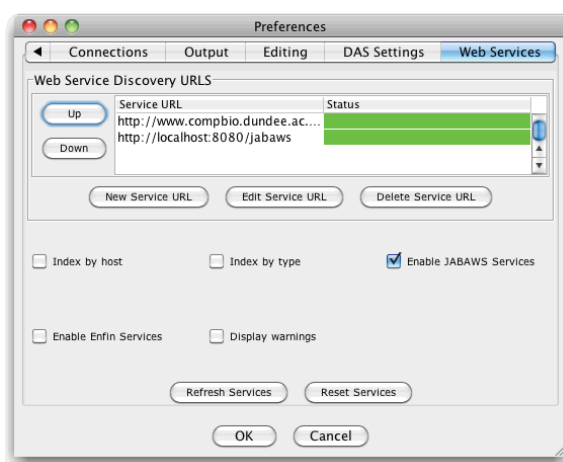 Preferences
Connections Output Editing DAS Settings Web Services
Web Service Discovery URLS
Service URL Status
Up
http://www.compbio.dundee.ac....
http://localhost:8080/jabaws
Down
New Service URL Edit Service URL Delete Service URL
Index by host Index by type Enable JABAWS Services
Enable Enfin Services Display warnings
Refresh Services Reset Services
OK Cancel